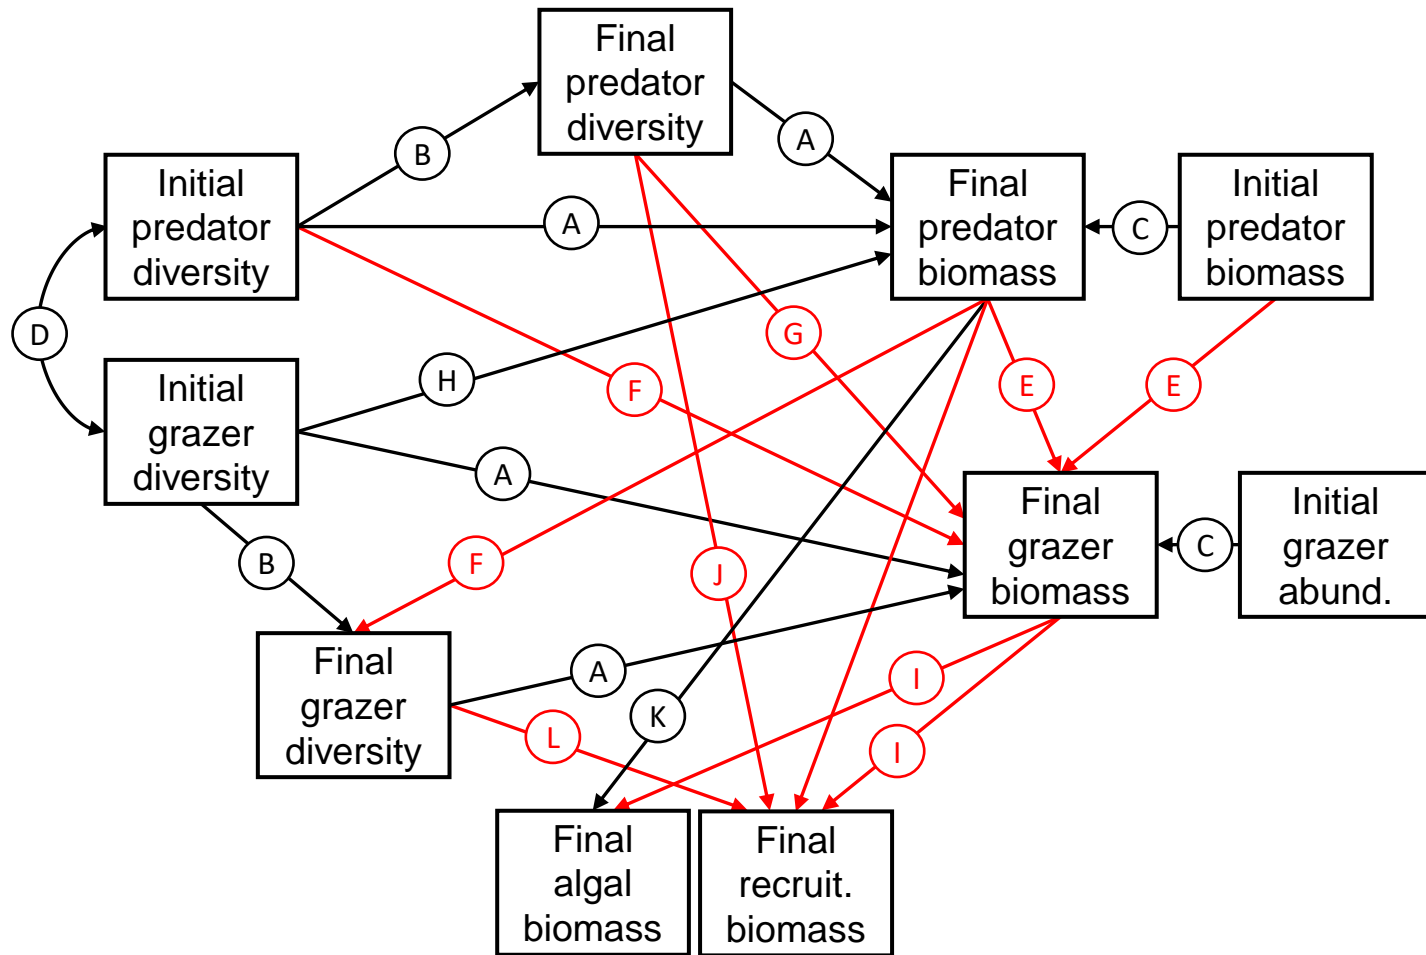 Final
predator
diversity
B
A
Initial
predator
diversity
A
Final
predator
biomass
C
Initial
predator
biomass
D
G
H
F
E
E
Initial
grazer
diversity
A
Final
grazer
biomass
C
Initial
grazer
abund.
B
F
J
Final
grazer
diversity
A
K
L
I
I
Final
algal
biomass
Final
recruit.
biomass